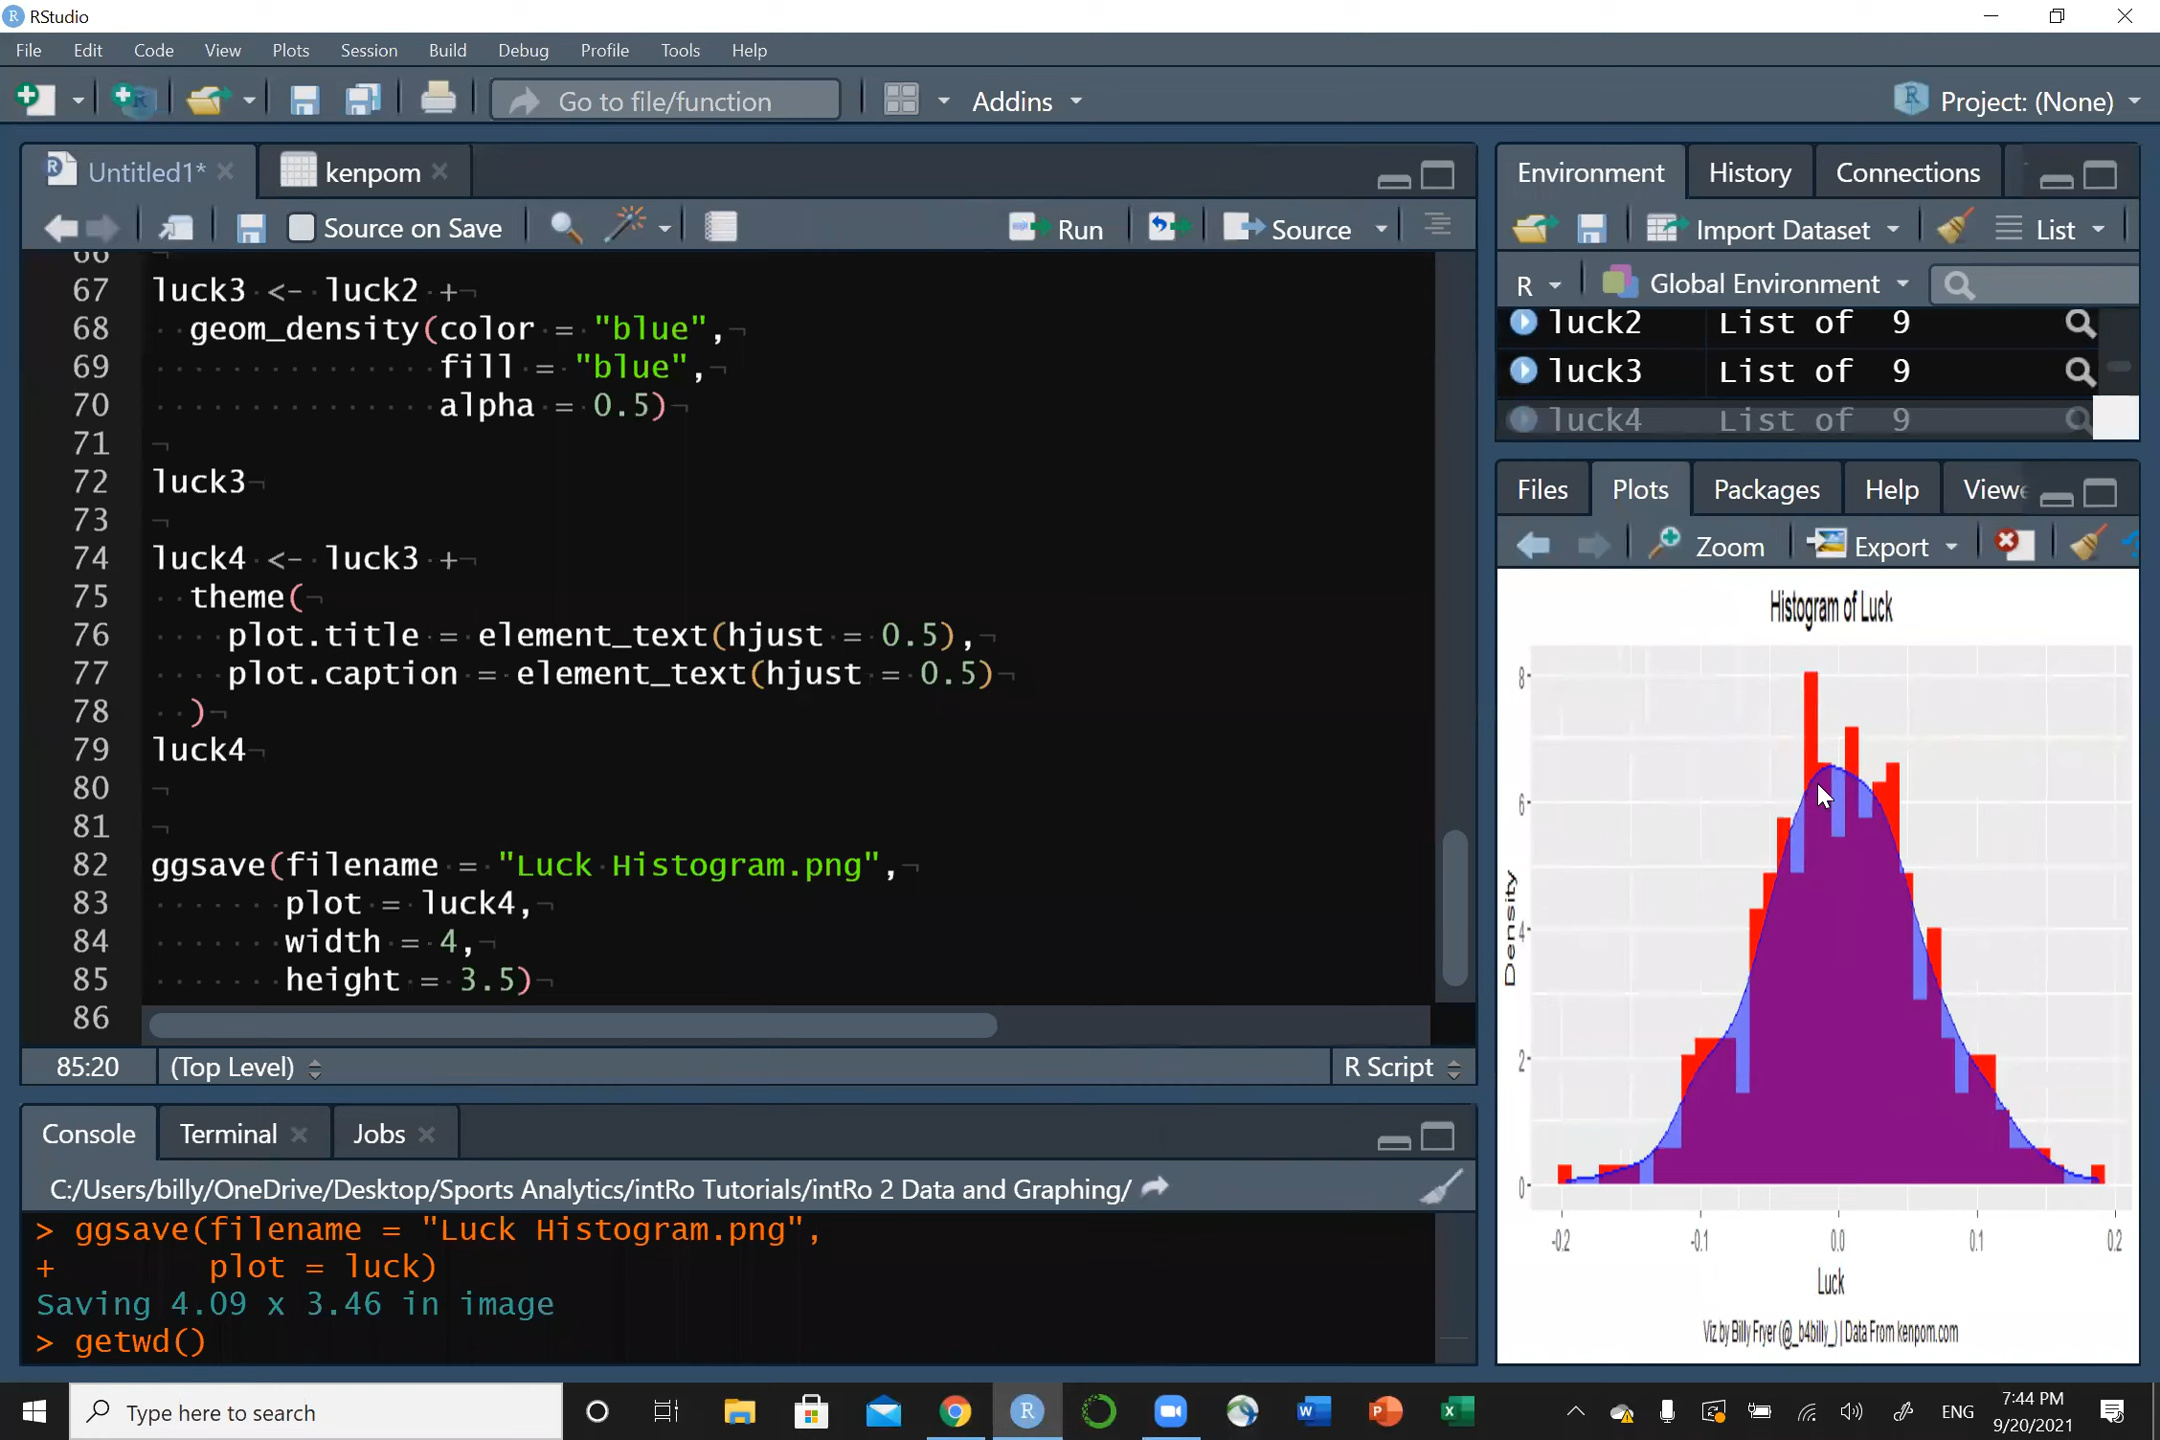 RStudio
File Edit Code View Plots Session Build Debug Profile Tools Help
Go to file/function Addins Project: (None)
Untitled1* kenpom
Source on Save Run Source
66
67 luck3 <- luck2 +
68 geom_density(color = "blue",
69 fill = "blue",
70 alpha = 0.5)
71
72 luck3
73
74 luck4 <- luck3 +
75 theme(
76 plot.title = element_text(hjust = 0.5),
77 plot.caption = element_text(hjust = 0.5)
78 )
79 luck4
80
81
82 ggsave(filename = "Luck Histogram.png",
83 plot = luck4,
84 width = 4,
85 height = 3.5)
86
85:20 (Top Level) R Script
Console Terminal Jobs
C:/Users/billy/OneDrive/Desktop/Sports Analytics/intRo Tutorials/intRo 2 Data and Graphing/
> ggsave(filename = "Luck Histogram.png",
+ plot = luck)
Saving 4.09 x 3.46 in image
> getwd()
Environment History Connections
Import Dataset List
R Global Environment
luck2 List of 9
luck3 List of 9
luck4 List of 9
Files Plots Packages Help Viewe
Zoom Export
Histogram of Luck
8
6
4
2
0
Density
-0.2 -0.1 0.0 0.1 0.2
Luck
Viz by Billy Fryer (@_b4billy_) | Data From kenpom.com
Type here to search
ENG
7:44 PM
9/20/2021